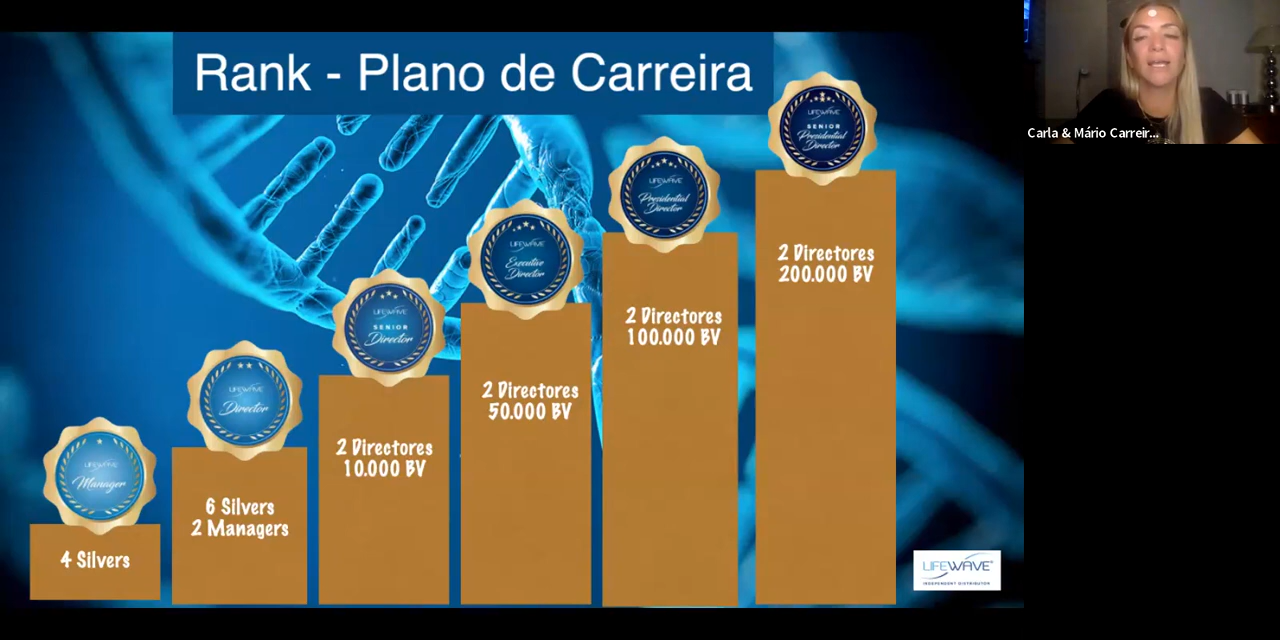 Rank - Plano de Carreira
Carla & Mário Carreir...
LIFEWAVE
SENIOR
Presidential
Director
2 Directores
200.000 BV
LIFEWAVE
Presidential
Director
2 Directores
100.000 BV
LIFEWAVE
Executive
Director
2 Directores
50.000 BV
LIFEWAVE
SENIOR
Director
2 Directores
10.000 BV
LIFEWAVE
Director
6 Silvers
2 Managers
LIFEWAVE
Manager
4 Silvers
LIFEWAVE
INDEPENDENT DISTRIBUTOR